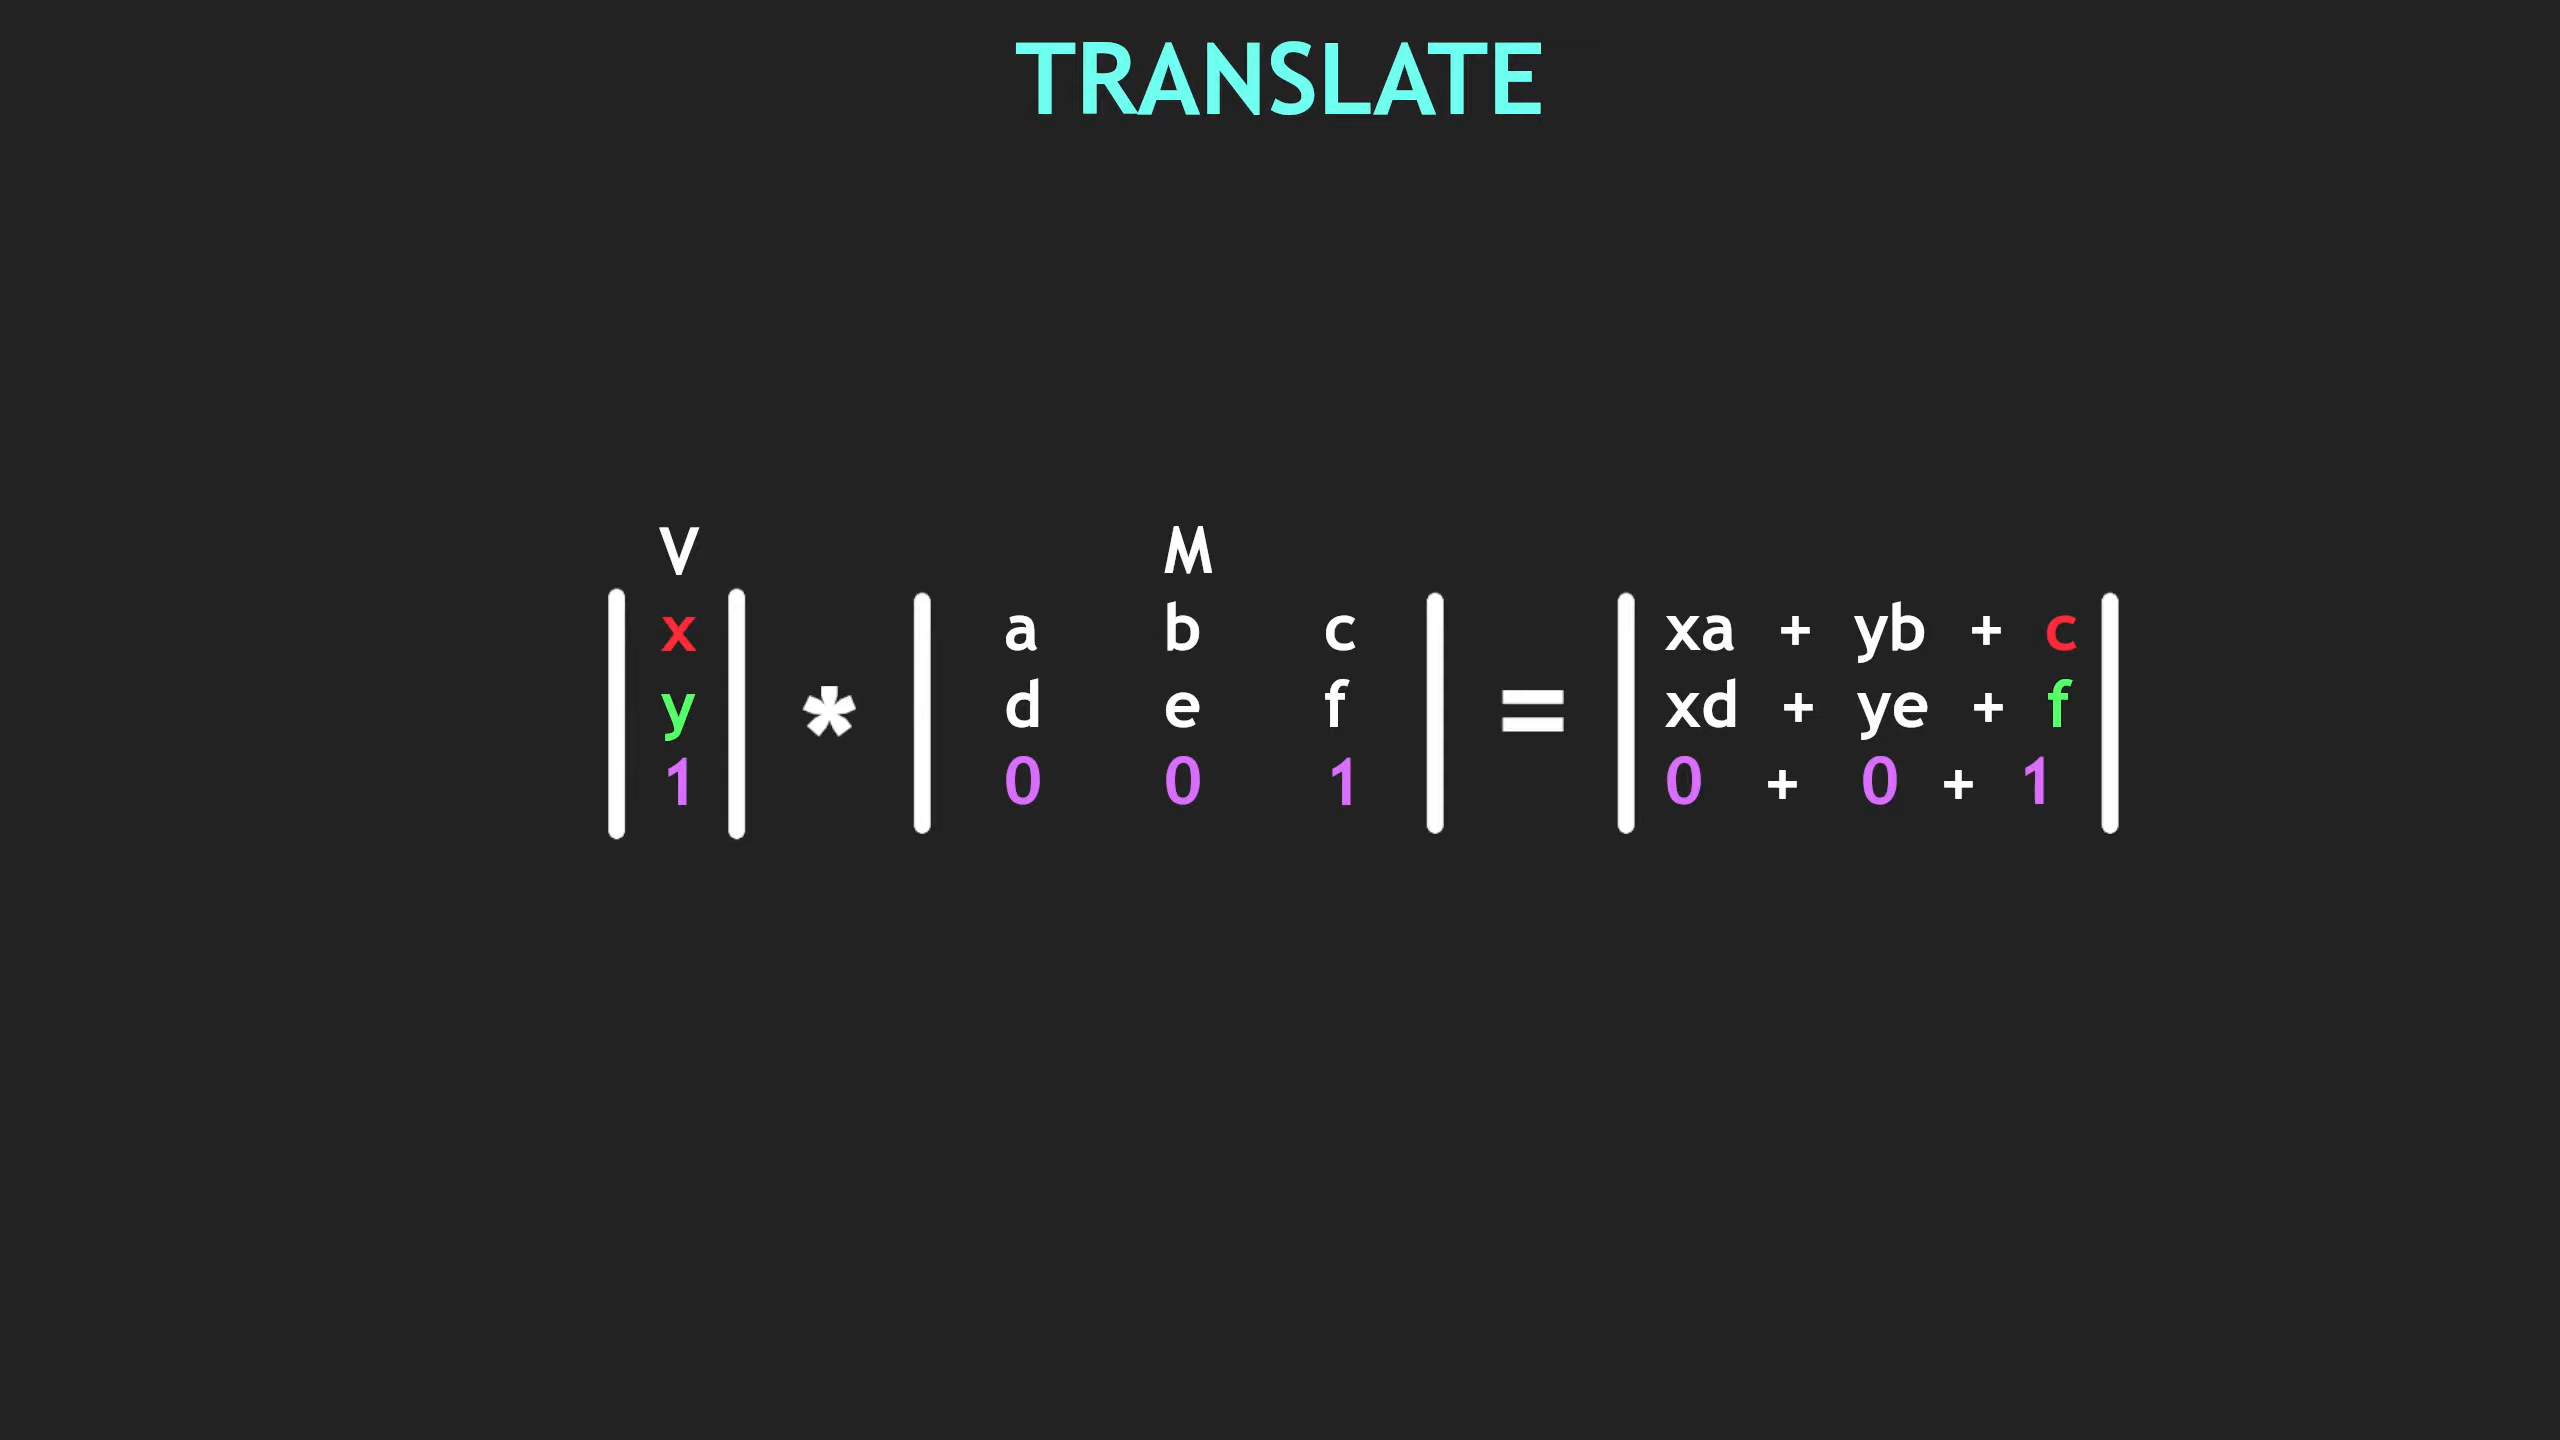 TRANSLATE
V M
x a b c xa + yb + c
y * d e f = xd + ye + f
1 0 0 1 0 + 0 + 1